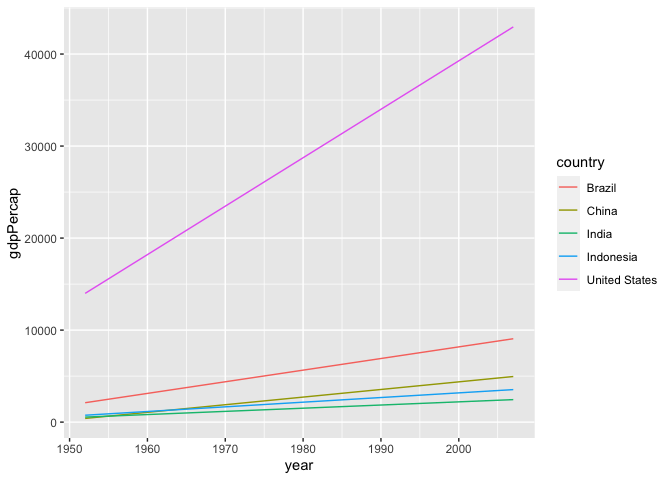 40000
30000
20000
10000
0
gdpPercap
1950 1960 1970 1980 1990 2000
year
country
Brazil
China
India
Indonesia
United States